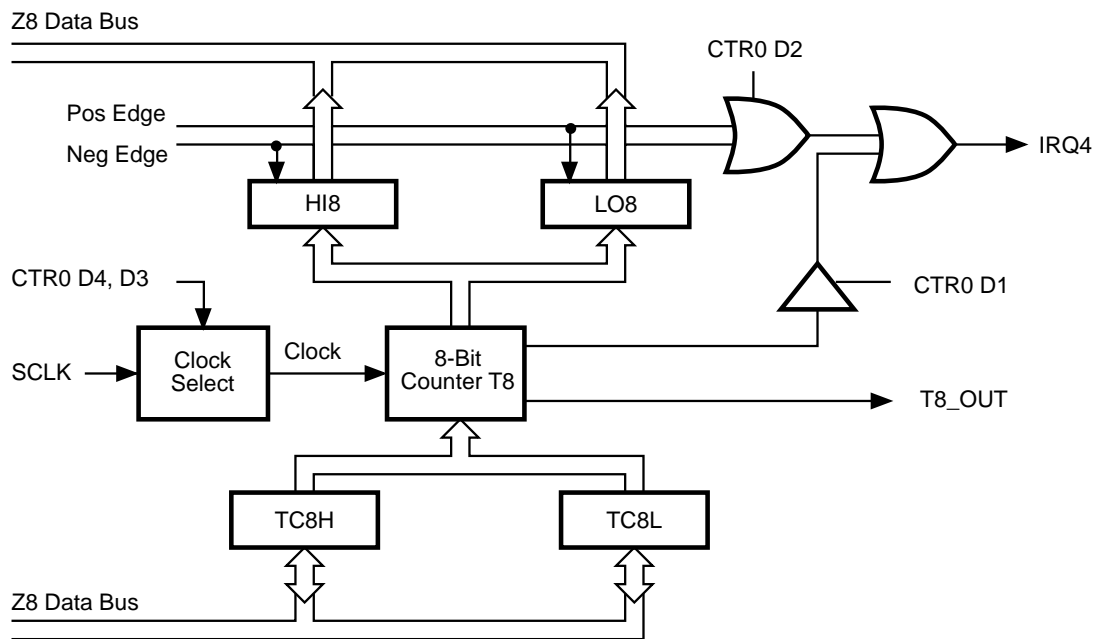 Z8 Data Bus
CTR0 D2
Pos Edge
Neg Edge
IRQ4
HI8
LO8
CTR0 D4, D3
CTR0 D1
SCLK
Clock
Select
Clock
8-Bit
Counter T8
T8_OUT
TC8H
TC8L
Z8 Data Bus